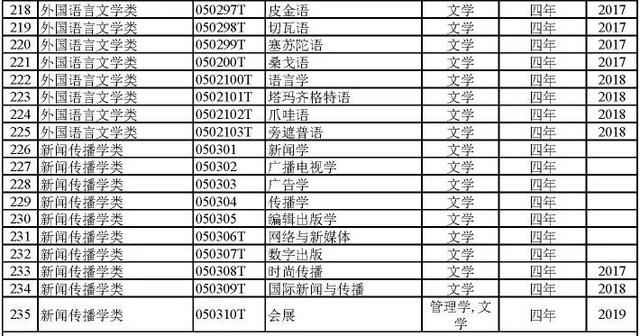 218 外国语言文学类 050297T 皮金语 文学 四年 2017
219 外国语言文学类 050298T 切瓦语 文学 四年 2017
220 外国语言文学类 050299T 塞苏陀语 文学 四年 2017
221 外国语言文学类 050200T 桑戈语 文学 四年 2017
222 外国语言文学类 0502100T 语言学 文学 四年 2018
223 外国语言文学类 0502101T 塔玛齐格特语 文学 四年 2018
224 外国语言文学类 0502102T 爪哇语 文学 四年 2018
225 外国语言文学类 0502103T 旁遮普语 文学 四年 2018
226 新闻传播学类 050301 新闻学 文学 四年
227 新闻传播学类 050302 广播电视学 文学 四年
228 新闻传播学类 050303 广告学 文学 四年
229 新闻传播学类 050304 传播学 文学 四年
230 新闻传播学类 050305 编辑出版学 文学 四年
231 新闻传播学类 050306T 网络与新媒体 文学 四年
232 新闻传播学类 050307T 数字出版 文学 四年
233 新闻传播学类 050308T 时尚传播 文学 四年 2017
234 新闻传播学类 050309T 国际新闻与传播 文学 四年 2018
235 新闻传播学类 050310T 会展 管理学,文学 四年 2019